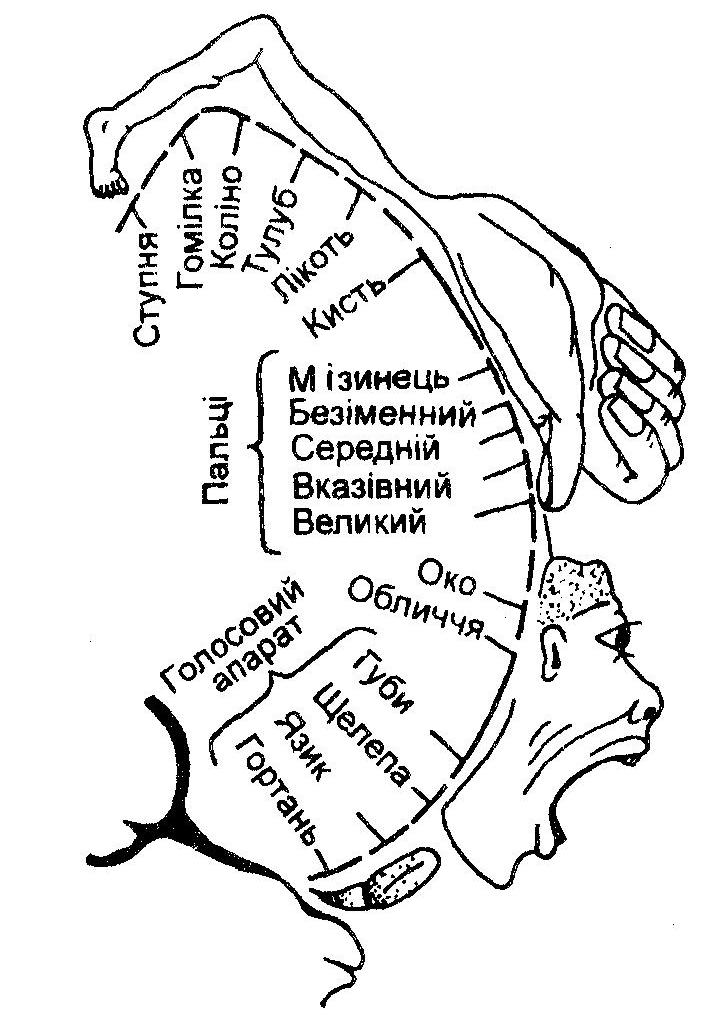 Ступня
Гомілка
Коліно
Тулуб
Лікоть
Кисть
Пальці
Мізинець
Безіменний
Середній
Вказівний
Великий
Око
Обличчя
Голосовий
апарат
Губи
Щелепа
Язик
Гортань